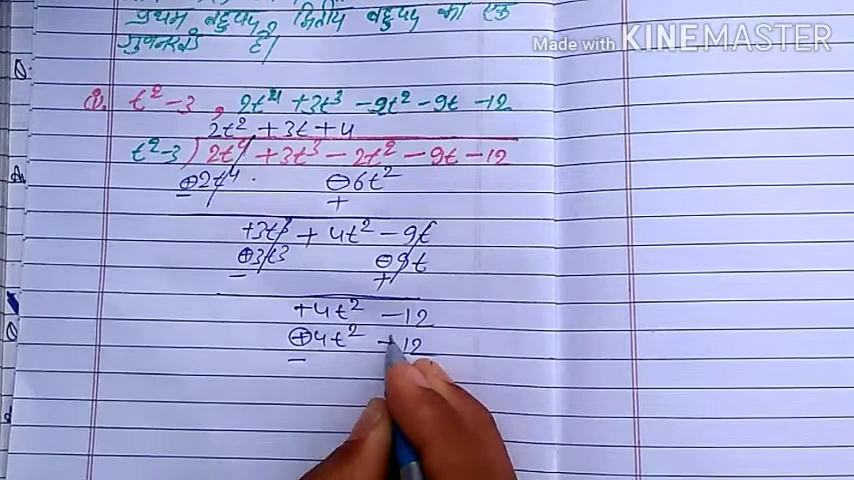 प्रथम बहुपद द्वितीय बहुपद का एक
Made with KINEMASTER
गुणनखंड है।
(i). t² - 3, 2t⁴ + 3t³ - 2t² - 9t - 12
2t² + 3t + 4
t² - 3 ) 2t⁴ + 3t³ - 2t² - 9t - 12
⊕2t⁴ ⊖6t²
- +
+3t³ + 4t² - 9t
⊕3t³ ⊖9t
- +
+4t² - 12
⊕4t² - 12
-